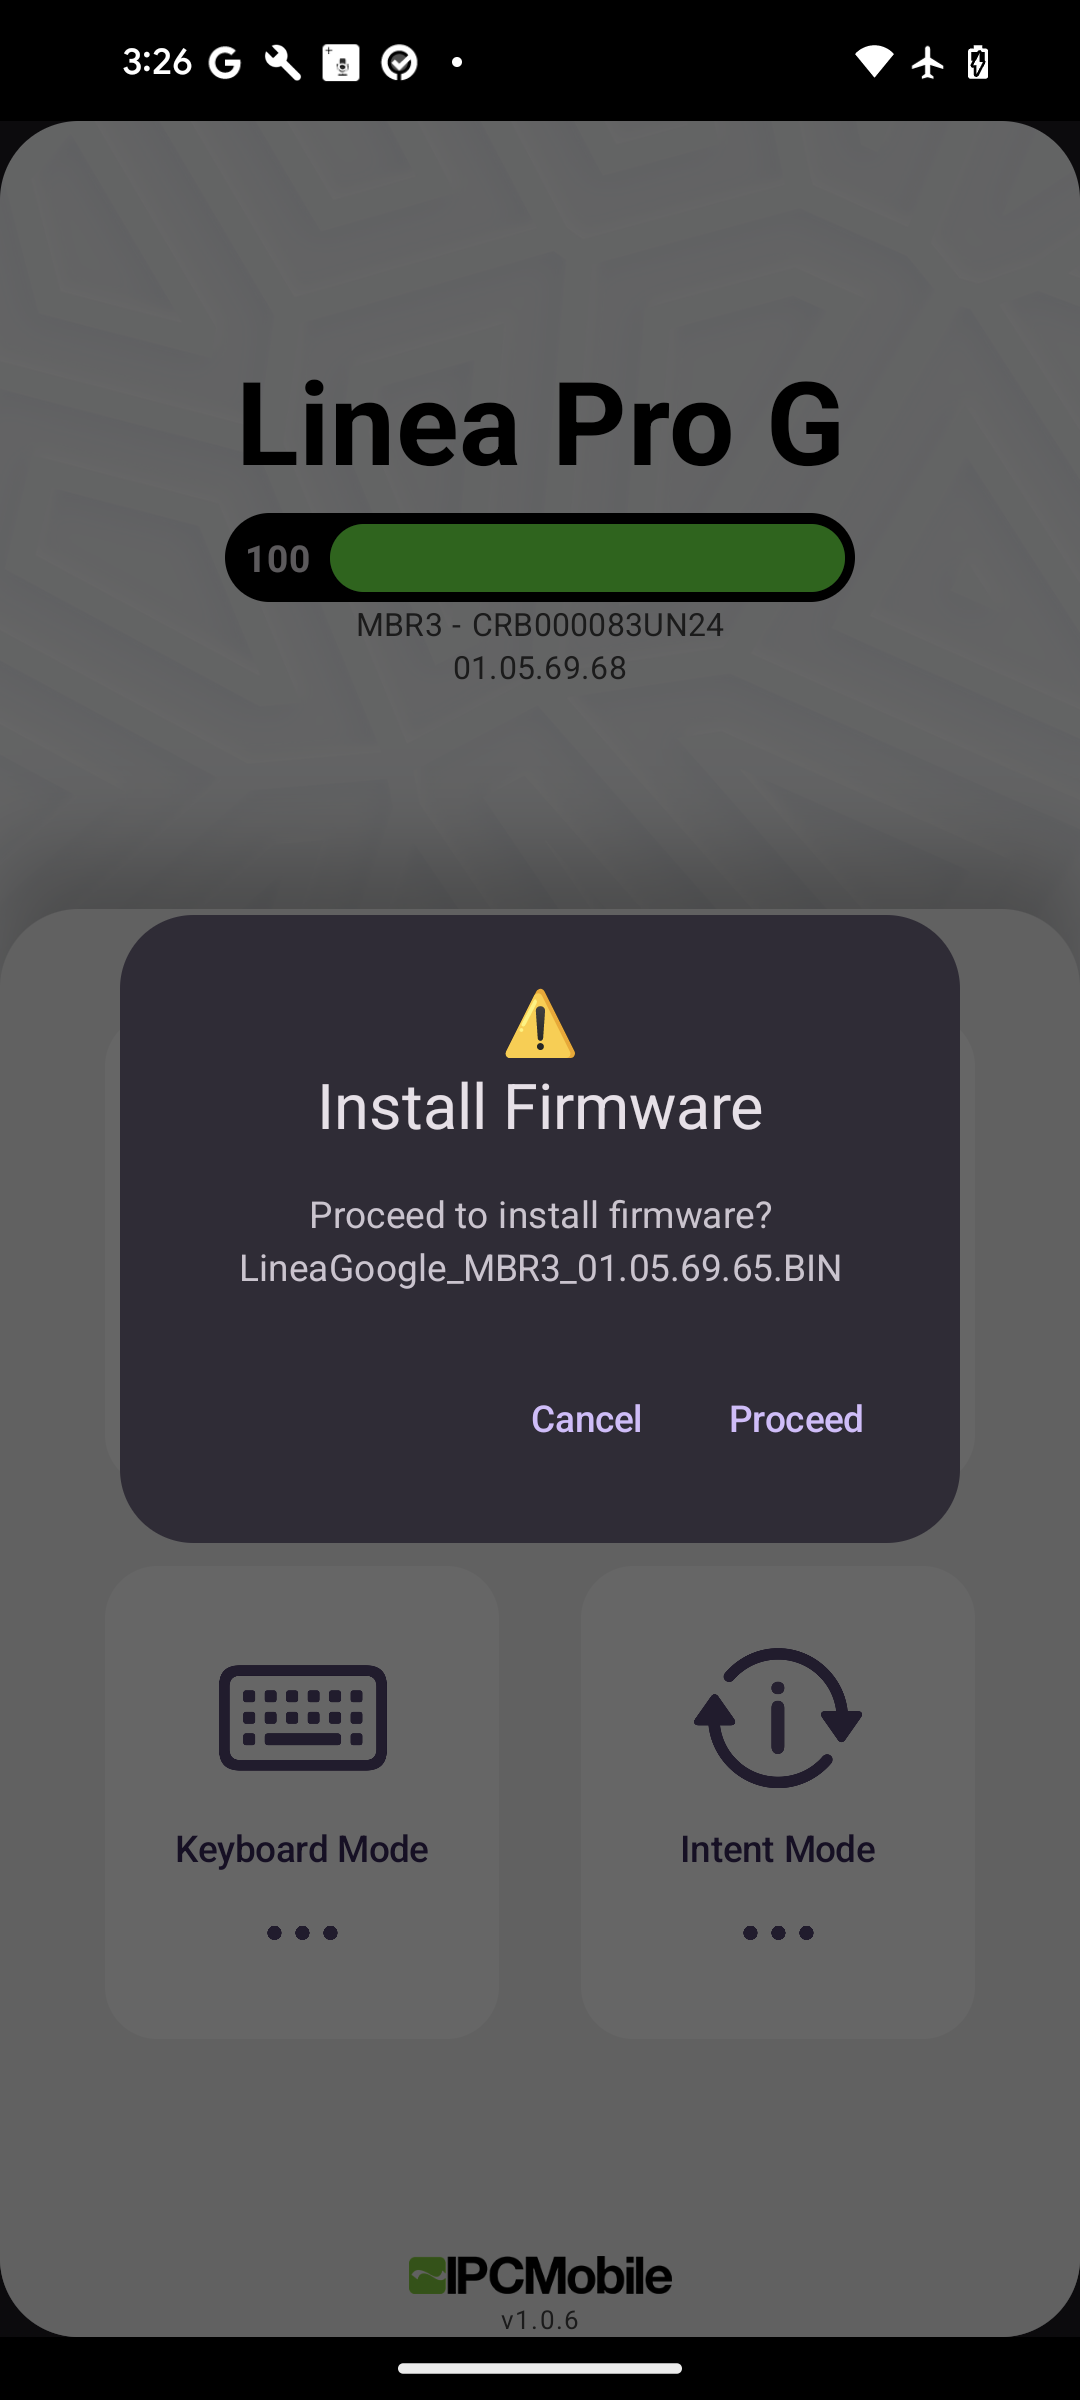 3:26
Linea Pro G
100
MBR3 - CRB000083UN24
01.05.69.68
Install Firmware
Proceed to install firmware?
LineaGoogle_MBR3_01.05.69.65.BIN
Cancel Proceed
Keyboard Mode Intent Mode
IPCMobile
v1.0.6